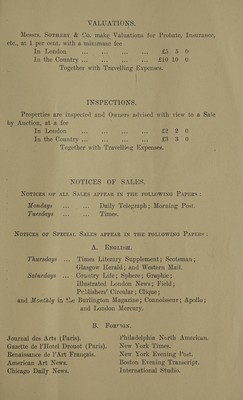 VALUATIONS.
Messrs. SOTHEBY & Co. make Valuations for Probate, Insurance,
etc., at 1 per cent. with a minimum fee
In London ... ... ... ... £5 5 0
In the Country ... ... ... ... £10 10 0
Together with Travelling Expenses.
INSPECTIONS.
Properties are inspected and Owners advised with view to a Sale
by Auction, at a fee
In London ... ... ... ... £2 2 0
In the Country ... ... ... ... £3 3 0
Together with Travelling Expenses.
NOTICES OF SALES.
NOTICES OF ALL SALES APPEAR IN THE FOLLOWING PAPERS :
Mondays ... ... Daily Telegraph; Morning Post.
Tuesdays ... ... Times.
NOTICES OF SPECIAL SALES APPEAR IN THE FOLLOWING PAPERS :
A. ENGLISH.
Thursdays ... Times Literary Supplement; Scotsman;
Glasgow Herald; and Western Mail.
Saturdays ... Country Life; Sphere; Graphic;
Illustrated London News; Field;
Publishers' Circular; Clique;
and Monthly in the Burlington Magazine; Connoisseur; Apollo;
and London Mercury.
B. FOREIGN.
Journal des Arts (Paris). Philadelphia North American.
Gazette de l'Hotel Drouot (Paris). New York Times.
Renaissance de l'Art Français. New York Evening Post.
American Art News. Boston Evening Transcript.
Chicago Daily News. International Studio.